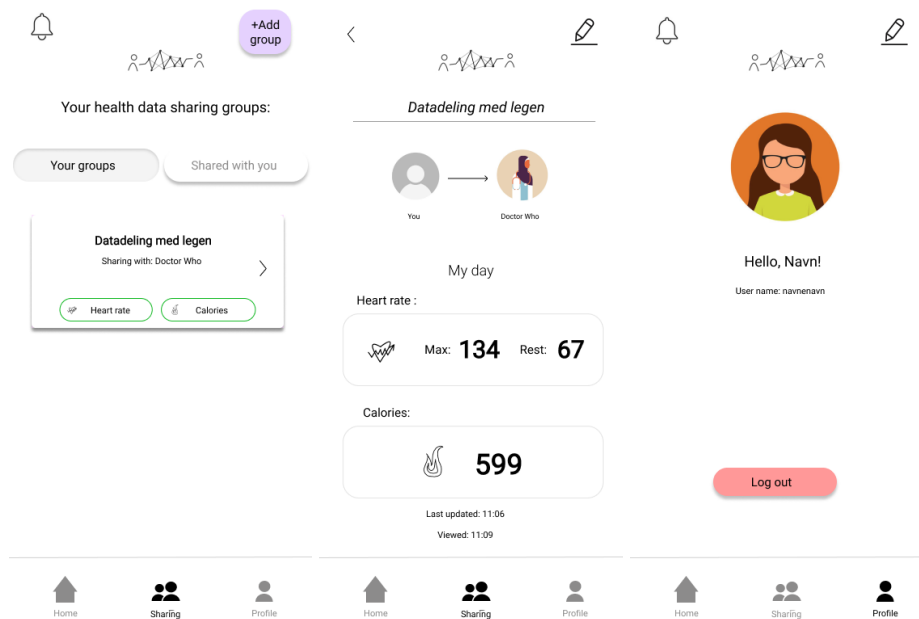 +Add
group
Your health data sharing groups:
Your groups
Shared with you
Datadeling med legen
Sharing with: Doctor Who
Heart rate
Calories
Home
Sharing
Profile
Datadeling med legen
You
Doctor Who
My day
Heart rate :
Max: 134 Rest: 67
Calories:
599
Last updated: 11:06
Viewed: 11:09
Home
Sharing
Profile
Hello, Navn!
User name: navnenavn
Log out
Home
Sharing
Profile